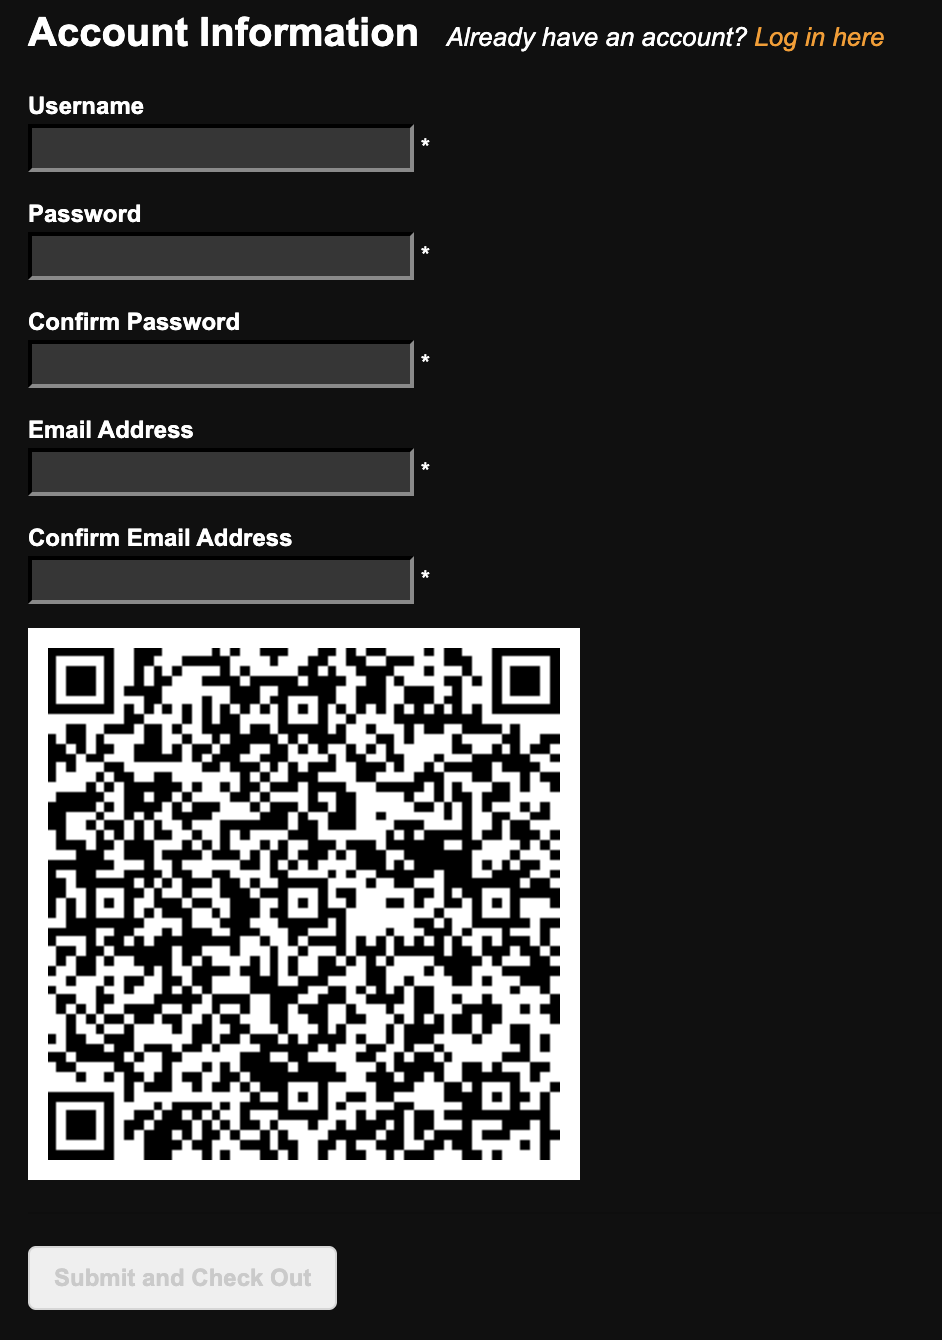 Account Information Already have an account? Log in here
Username
*
Password
*
Confirm Password
*
Email Address
*
Confirm Email Address
*
Submit and Check Out